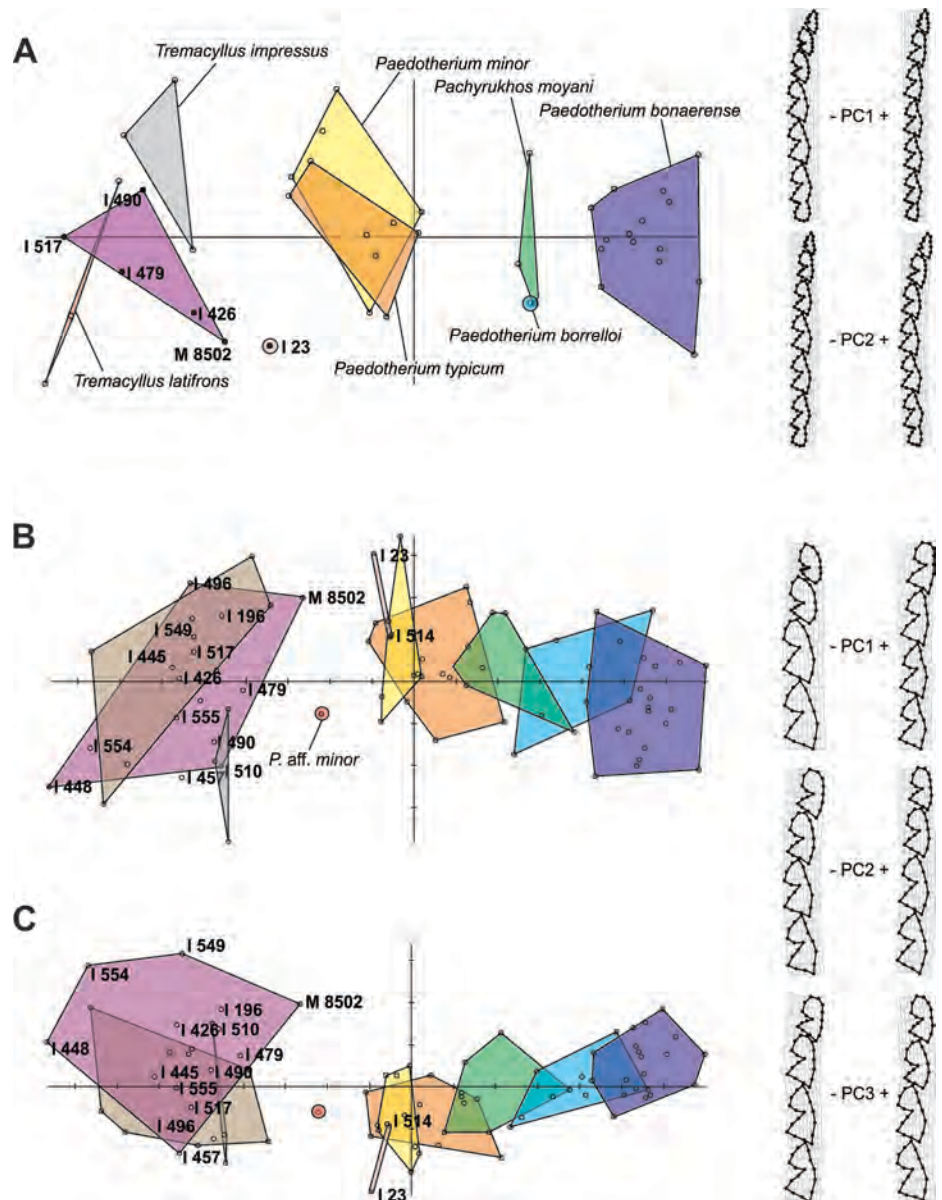 A
Tremacyllus impressus
Paedotherium minor
Pachyrukhos moyani
Paedotherium bonaerense
- PC1 +
I 490
I 517
I 479
I 426
M 8502
I 23
Paedotherium borrelloi
Tremacyllus latifrons
Paedotherium typicum
- PC2 +
B
I 23
I 496
M 8502
I 196
I 549
I 514
I 517
I 445
I 426
I 479
- PC1 +
I 555
I 490
I 554
P. aff. minor
I 448
I 457
I 510
- PC2 +
C
I 549
I 554
M 8502
I 196
I 426
I 510
I 448
I 479
I 445
I 490
I 555
I 517
I 514
I 496
I 457
I 23
- PC3 +